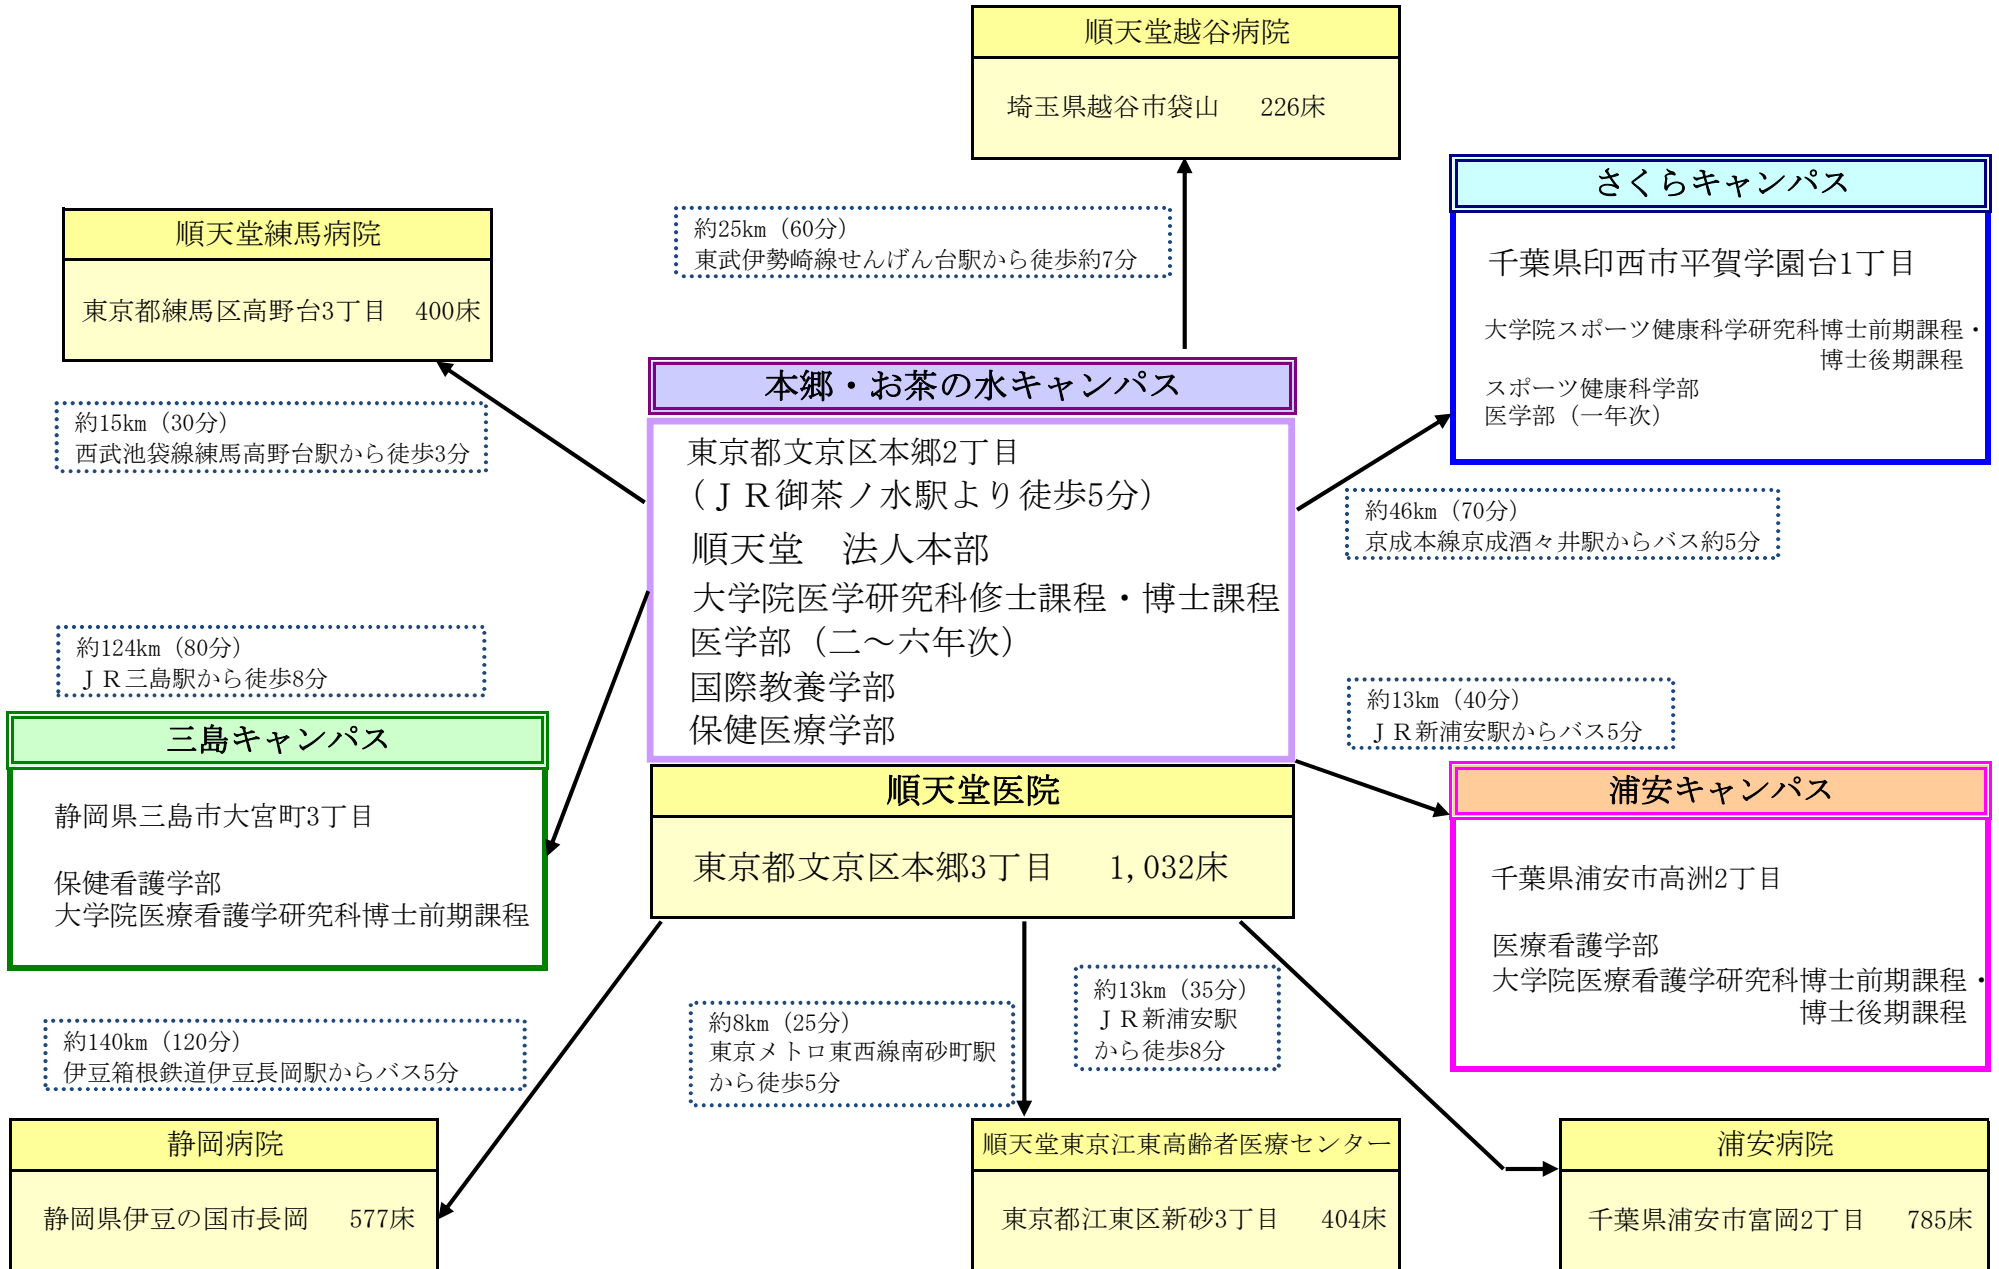 順天堂越谷病院
埼玉県越谷市袋山　226床
さくらキャンパス
千葉県印西市平賀学園台1丁目
大学院スポーツ健康科学研究科博士前期課程・
博士後期課程
スポーツ健康科学部
医学部（一年次）
順天堂練馬病院
東京都練馬区高野台3丁目　400床
約25km（60分）
東武伊勢崎線せんげん台駅から徒歩約7分
約15km（30分）
西武池袋線練馬高野台駅から徒歩3分
本郷・お茶の水キャンパス
東京都文京区本郷2丁目
（ＪＲ御茶ノ水駅より徒歩5分）
順天堂　法人本部
大学院医学研究科修士課程・博士課程
医学部（二～六年次）
国際教養学部
保健医療学部
約46km（70分）
京成本線京成酒々井駅からバス約5分
約124km（80分）
ＪＲ三島駅から徒歩8分
三島キャンパス
静岡県三島市大宮町3丁目
保健看護学部
大学院医療看護学研究科博士前期課程
約13km（40分）
ＪＲ新浦安駅からバス5分
順天堂医院
東京都文京区本郷3丁目　1,032床
浦安キャンパス
千葉県浦安市高洲2丁目
医療看護学部
大学院医療看護学研究科博士前期課程・
博士後期課程
約140km（120分）
伊豆箱根鉄道伊豆長岡駅からバス5分
約8km（25分）
東京メトロ東西線南砂町駅
から徒歩5分
約13km（35分）
ＪＲ新浦安駅
から徒歩8分
静岡病院
静岡県伊豆の国市長岡　577床
順天堂東京江東高齢者医療センター
東京都江東区新砂3丁目　404床
浦安病院
千葉県浦安市富岡2丁目　785床